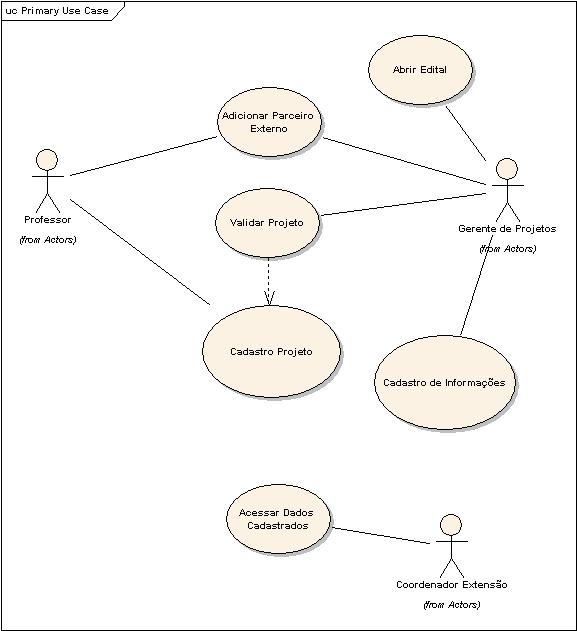 uc Primary Use Case
Abrir Edital
Adicionar Parceiro
Externo
Professor
(from Actors)
Validar Projeto
Gerente de Projetos
(from Actors)
Cadastro Projeto
Cadastro de Informações
Acessar Dados
Cadastrados
Coordenador Extensão
(from Actors)